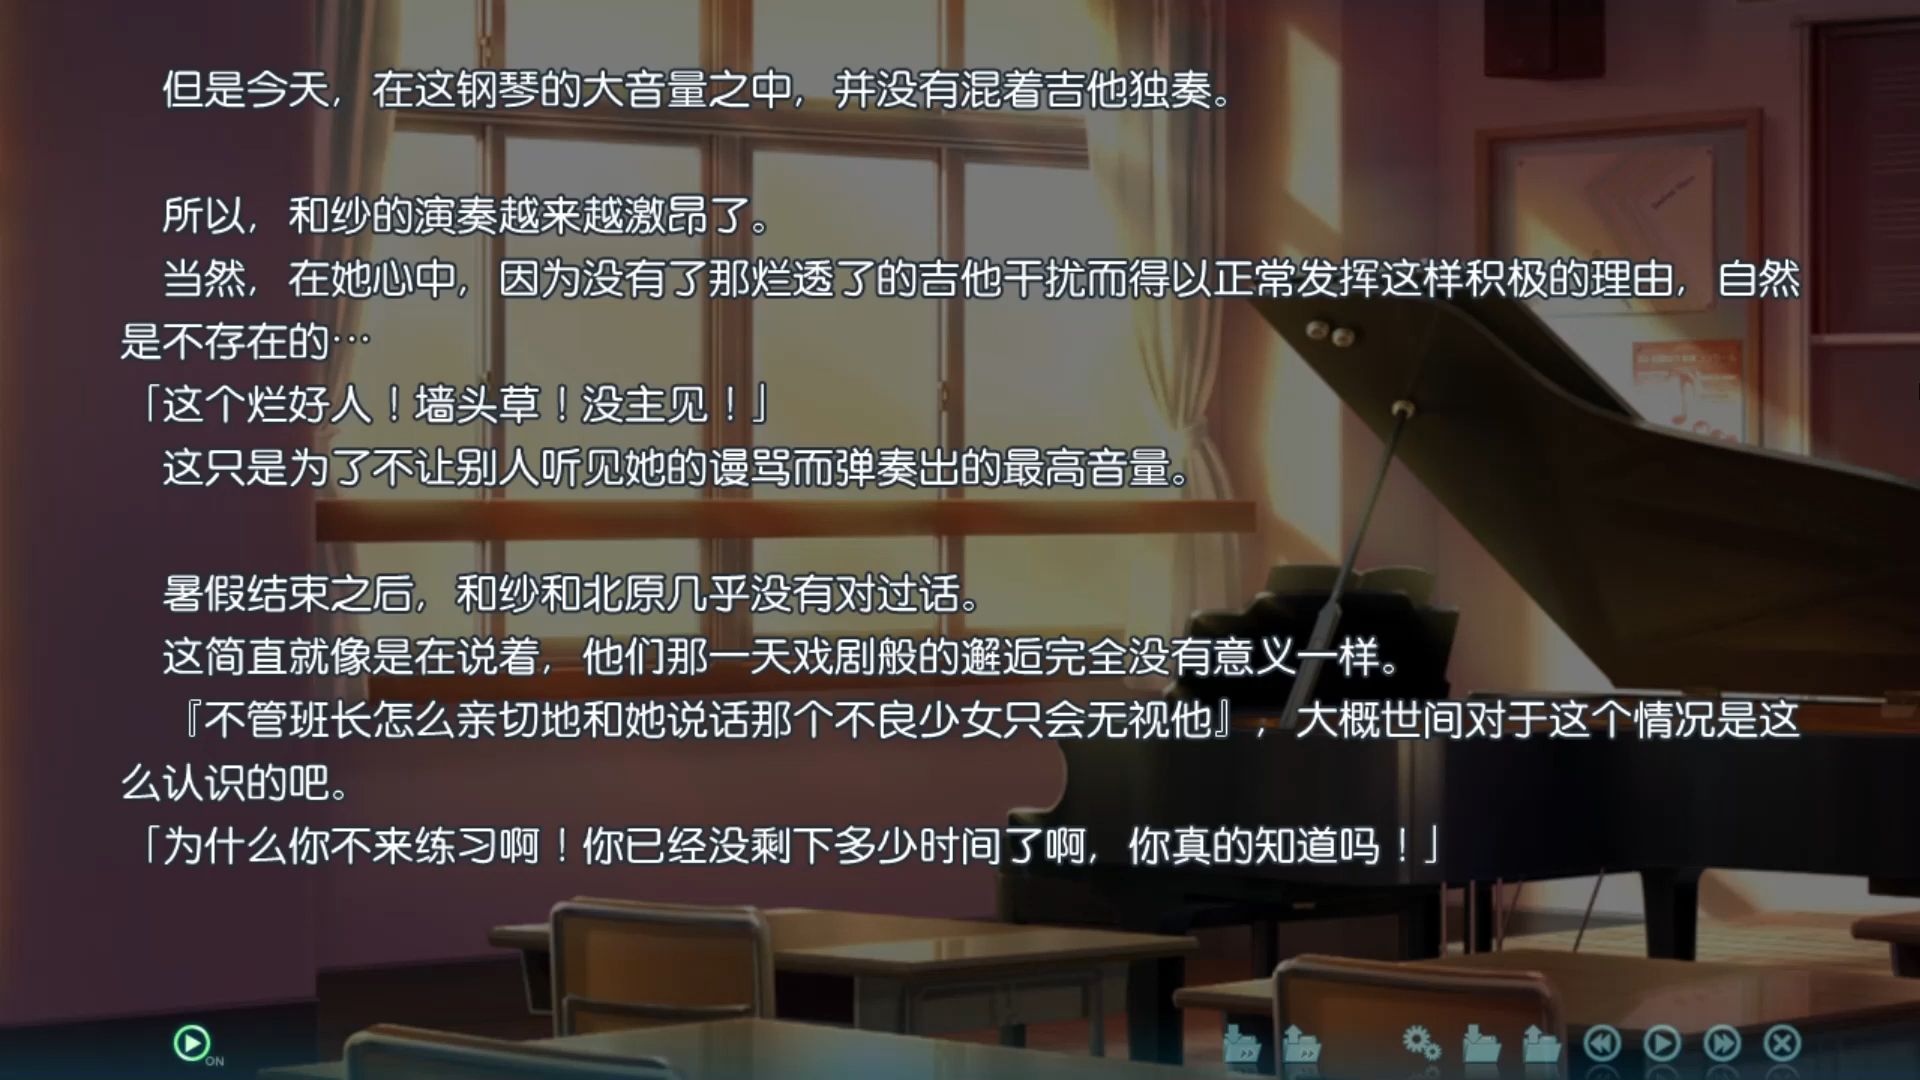 但是今天，在这钢琴的大音量之中，并没有混着吉他独奏。
所以，和纱的演奏越来越激昂了。
当然，在她心中，因为没有了那烂透了的吉他干扰而得以正常发挥这样积极的理由，自然
是不存在的…
「这个烂好人！墙头草！没主见！」
这只是为了不让别人听见她的谩骂而弹奏出的最高音量。
暑假结束之后，和纱和北原几乎没有对过话。
这简直就像是在说着，他们那一天戏剧般的邂逅完全没有意义一样。
『不管班长怎么亲切地和她说话那个不良少女只会无视他』，大概世间对于这个情况是这
么认识的吧。
「为什么你不来练习啊！你已经没剩下多少时间了啊，你真的知道吗！」
ON